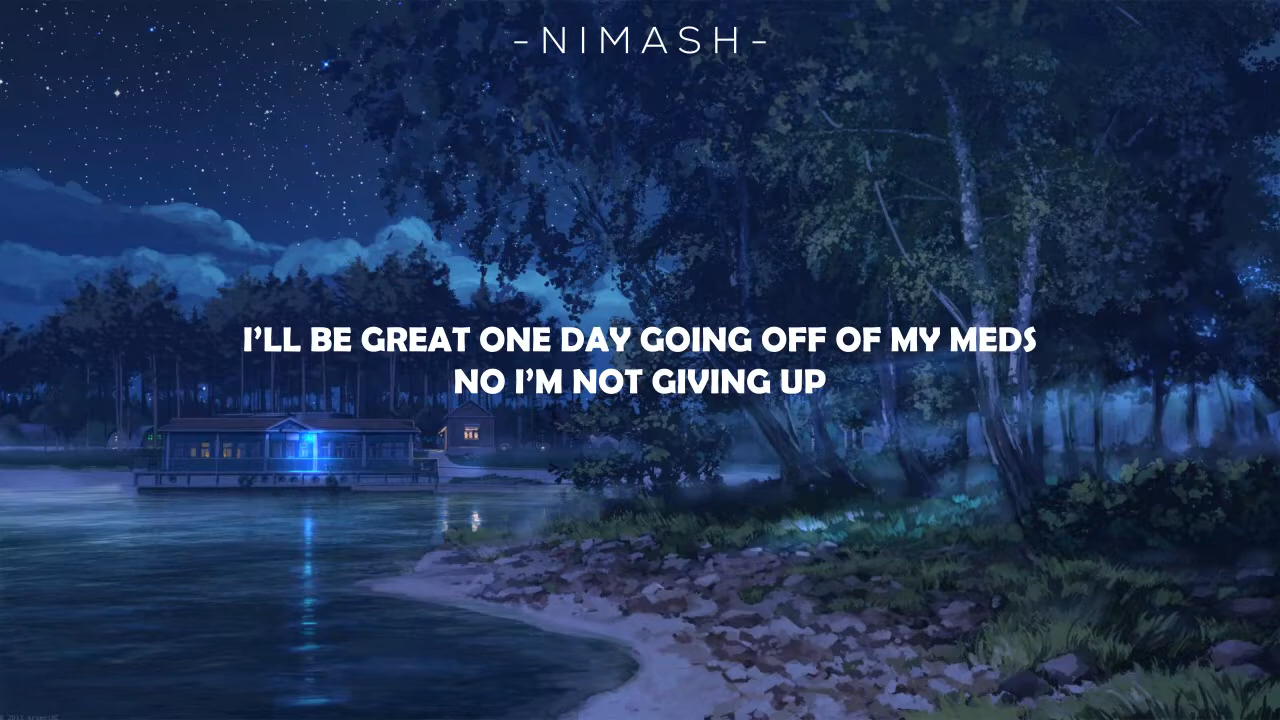 -NIMASH-
I'LL BE GREAT ONE DAY GOING OFF OF MY MEDS
NO I'M NOT GIVING UP